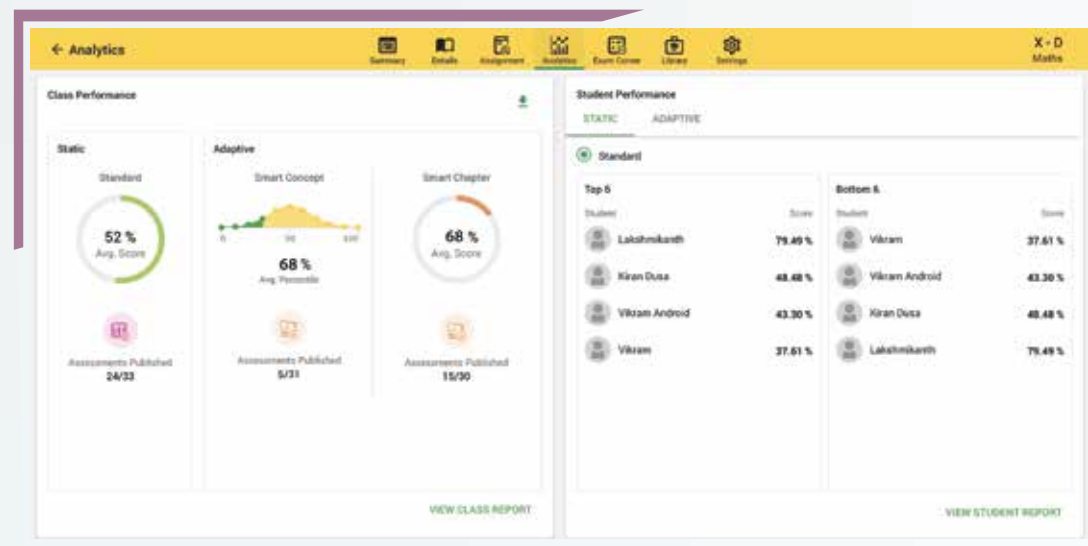 ← Analytics
Summary Details Assignment Analytics Exam Corner Library Settings
X - D
Maths
Class Performance
Static
Standard
52 %
Avg. Score
Assessments Published
24/33
Adaptive
Smart Concept
0 50 100
68 %
Avg. Percentile
Assessments Published
5/31
Smart Chapter
68 %
Avg. Score
Assessments Published
15/30
VIEW CLASS REPORT
Student Performance
STATIC ADAPTIVE
Standard
Top 6
Student Score
Lakshmikanth 79.49 %
Kiran Dusa 48.48 %
Vikram Android 43.30 %
Vikram 37.61 %
Bottom 6
Student Score
Vikram 37.61 %
Vikram Android 43.30 %
Kiran Dusa 48.48 %
Lakshmikanth 79.49 %
VIEW STUDENT REPORT